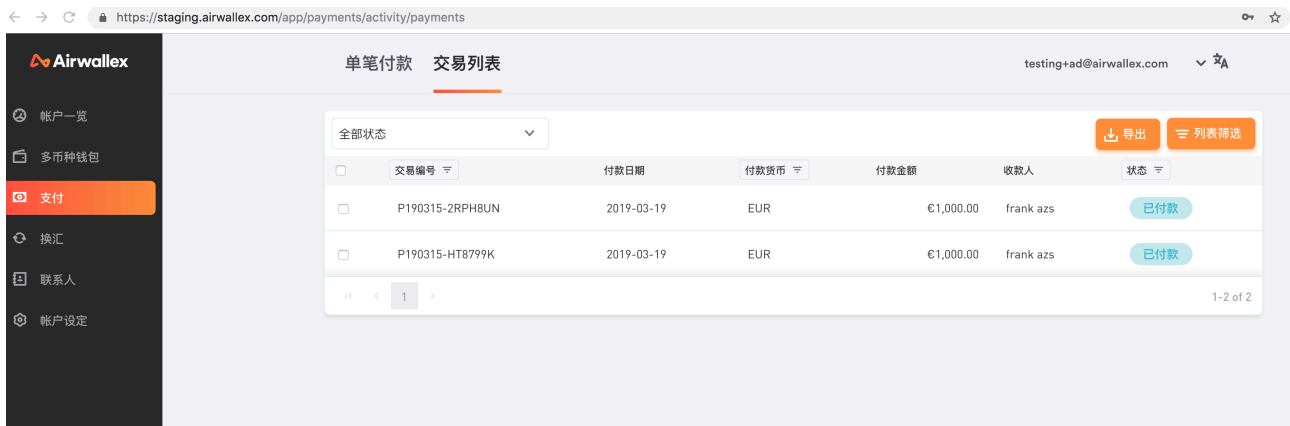 https://staging.airwallex.com/app/payments/activity/payments
Airwallex
单笔付款 交易列表
testing+ad@airwallex.com
帐户一览
多币种钱包
支付
换汇
联系人
帐户设定
全部状态
导出
列表筛选
交易编号 付款日期 付款货币 付款金额 收款人 状态
P190315-2RPH8UN 2019-03-19 EUR €1,000.00 frank azs 已付款
P190315-HT8799K 2019-03-19 EUR €1,000.00 frank azs 已付款
1
1-2 of 2